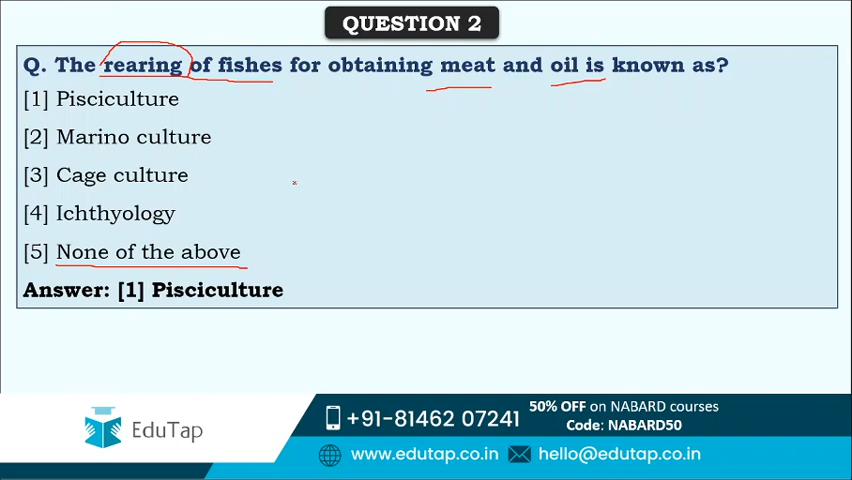 QUESTION 2
Q. The rearing of fishes for obtaining meat and oil is known as?
[1] Pisciculture
[2] Marino culture
[3] Cage culture
[4] Ichthyology
[5] None of the above
Answer: [1] Pisciculture
EduTap
+91-81462 07241
50% OFF on NABARD courses
Code: NABARD50
www.edutap.co.in
hello@edutap.co.in